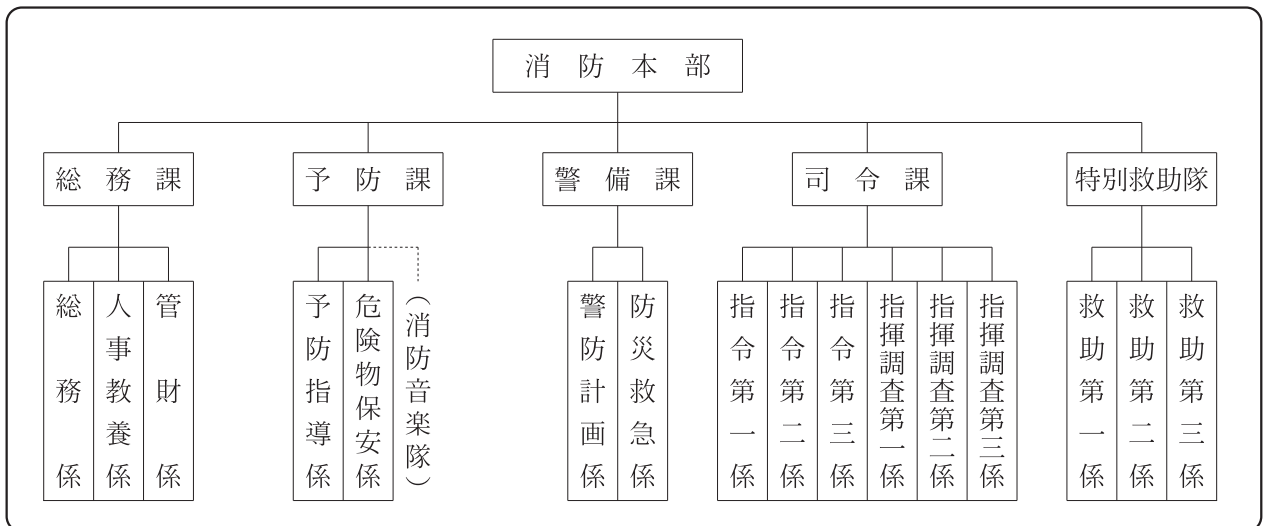 消防本部
総務課
予防課
警備課
司令課
特別救助隊
総務係
人事教養係
管財係
予防指導係
危険物保安係
（消防音楽隊）
警防計画係
防災救急係
指令第一係
指令第二係
指令第三係
指揮調査第一係
指揮調査第二係
指揮調査第三係
救助第一係
救助第二係
救助第三係